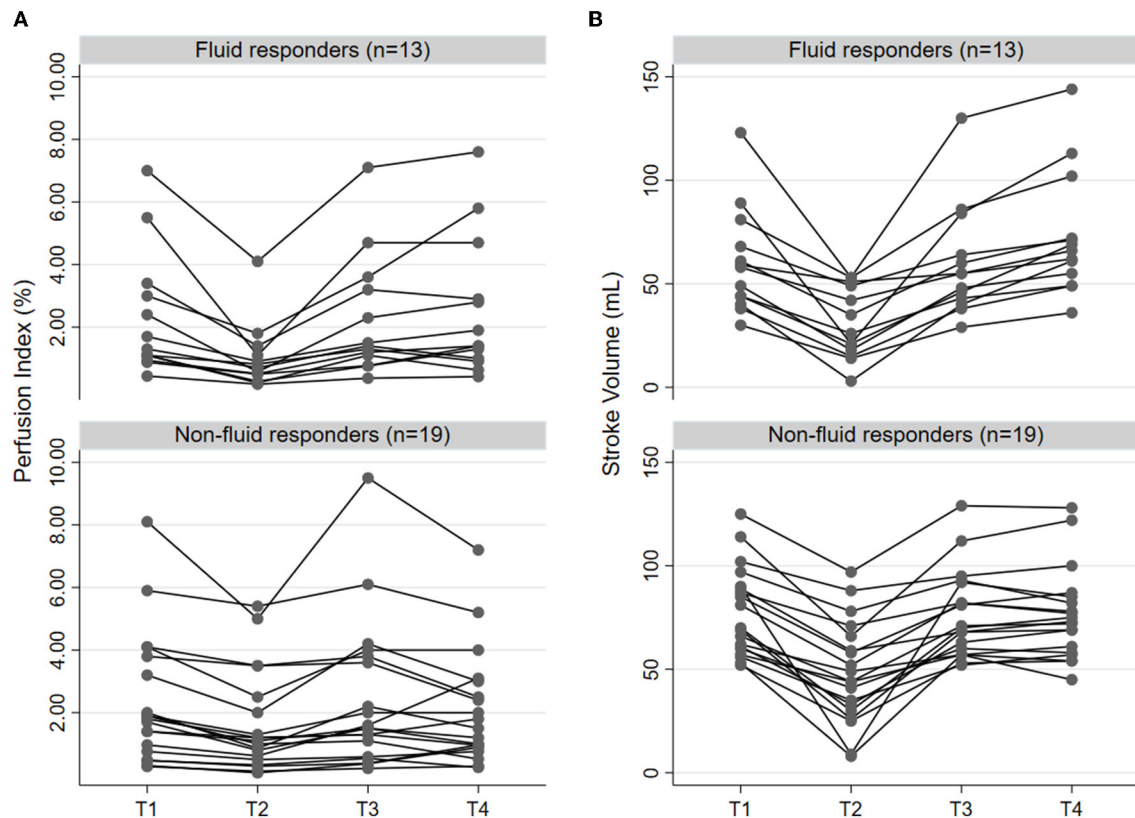 A
Fluid responders (n=13)
10.00
8.00
6.00
4.00
2.00
Non-fluid responders (n=19)
10.00
8.00
6.00
4.00
2.00
Perfusion Index (%)
T1 T2 T3 T4
B
Fluid responders (n=13)
150
100
50
0
Non-fluid responders (n=19)
150
100
50
0
Stroke Volume (mL)
T1 T2 T3 T4